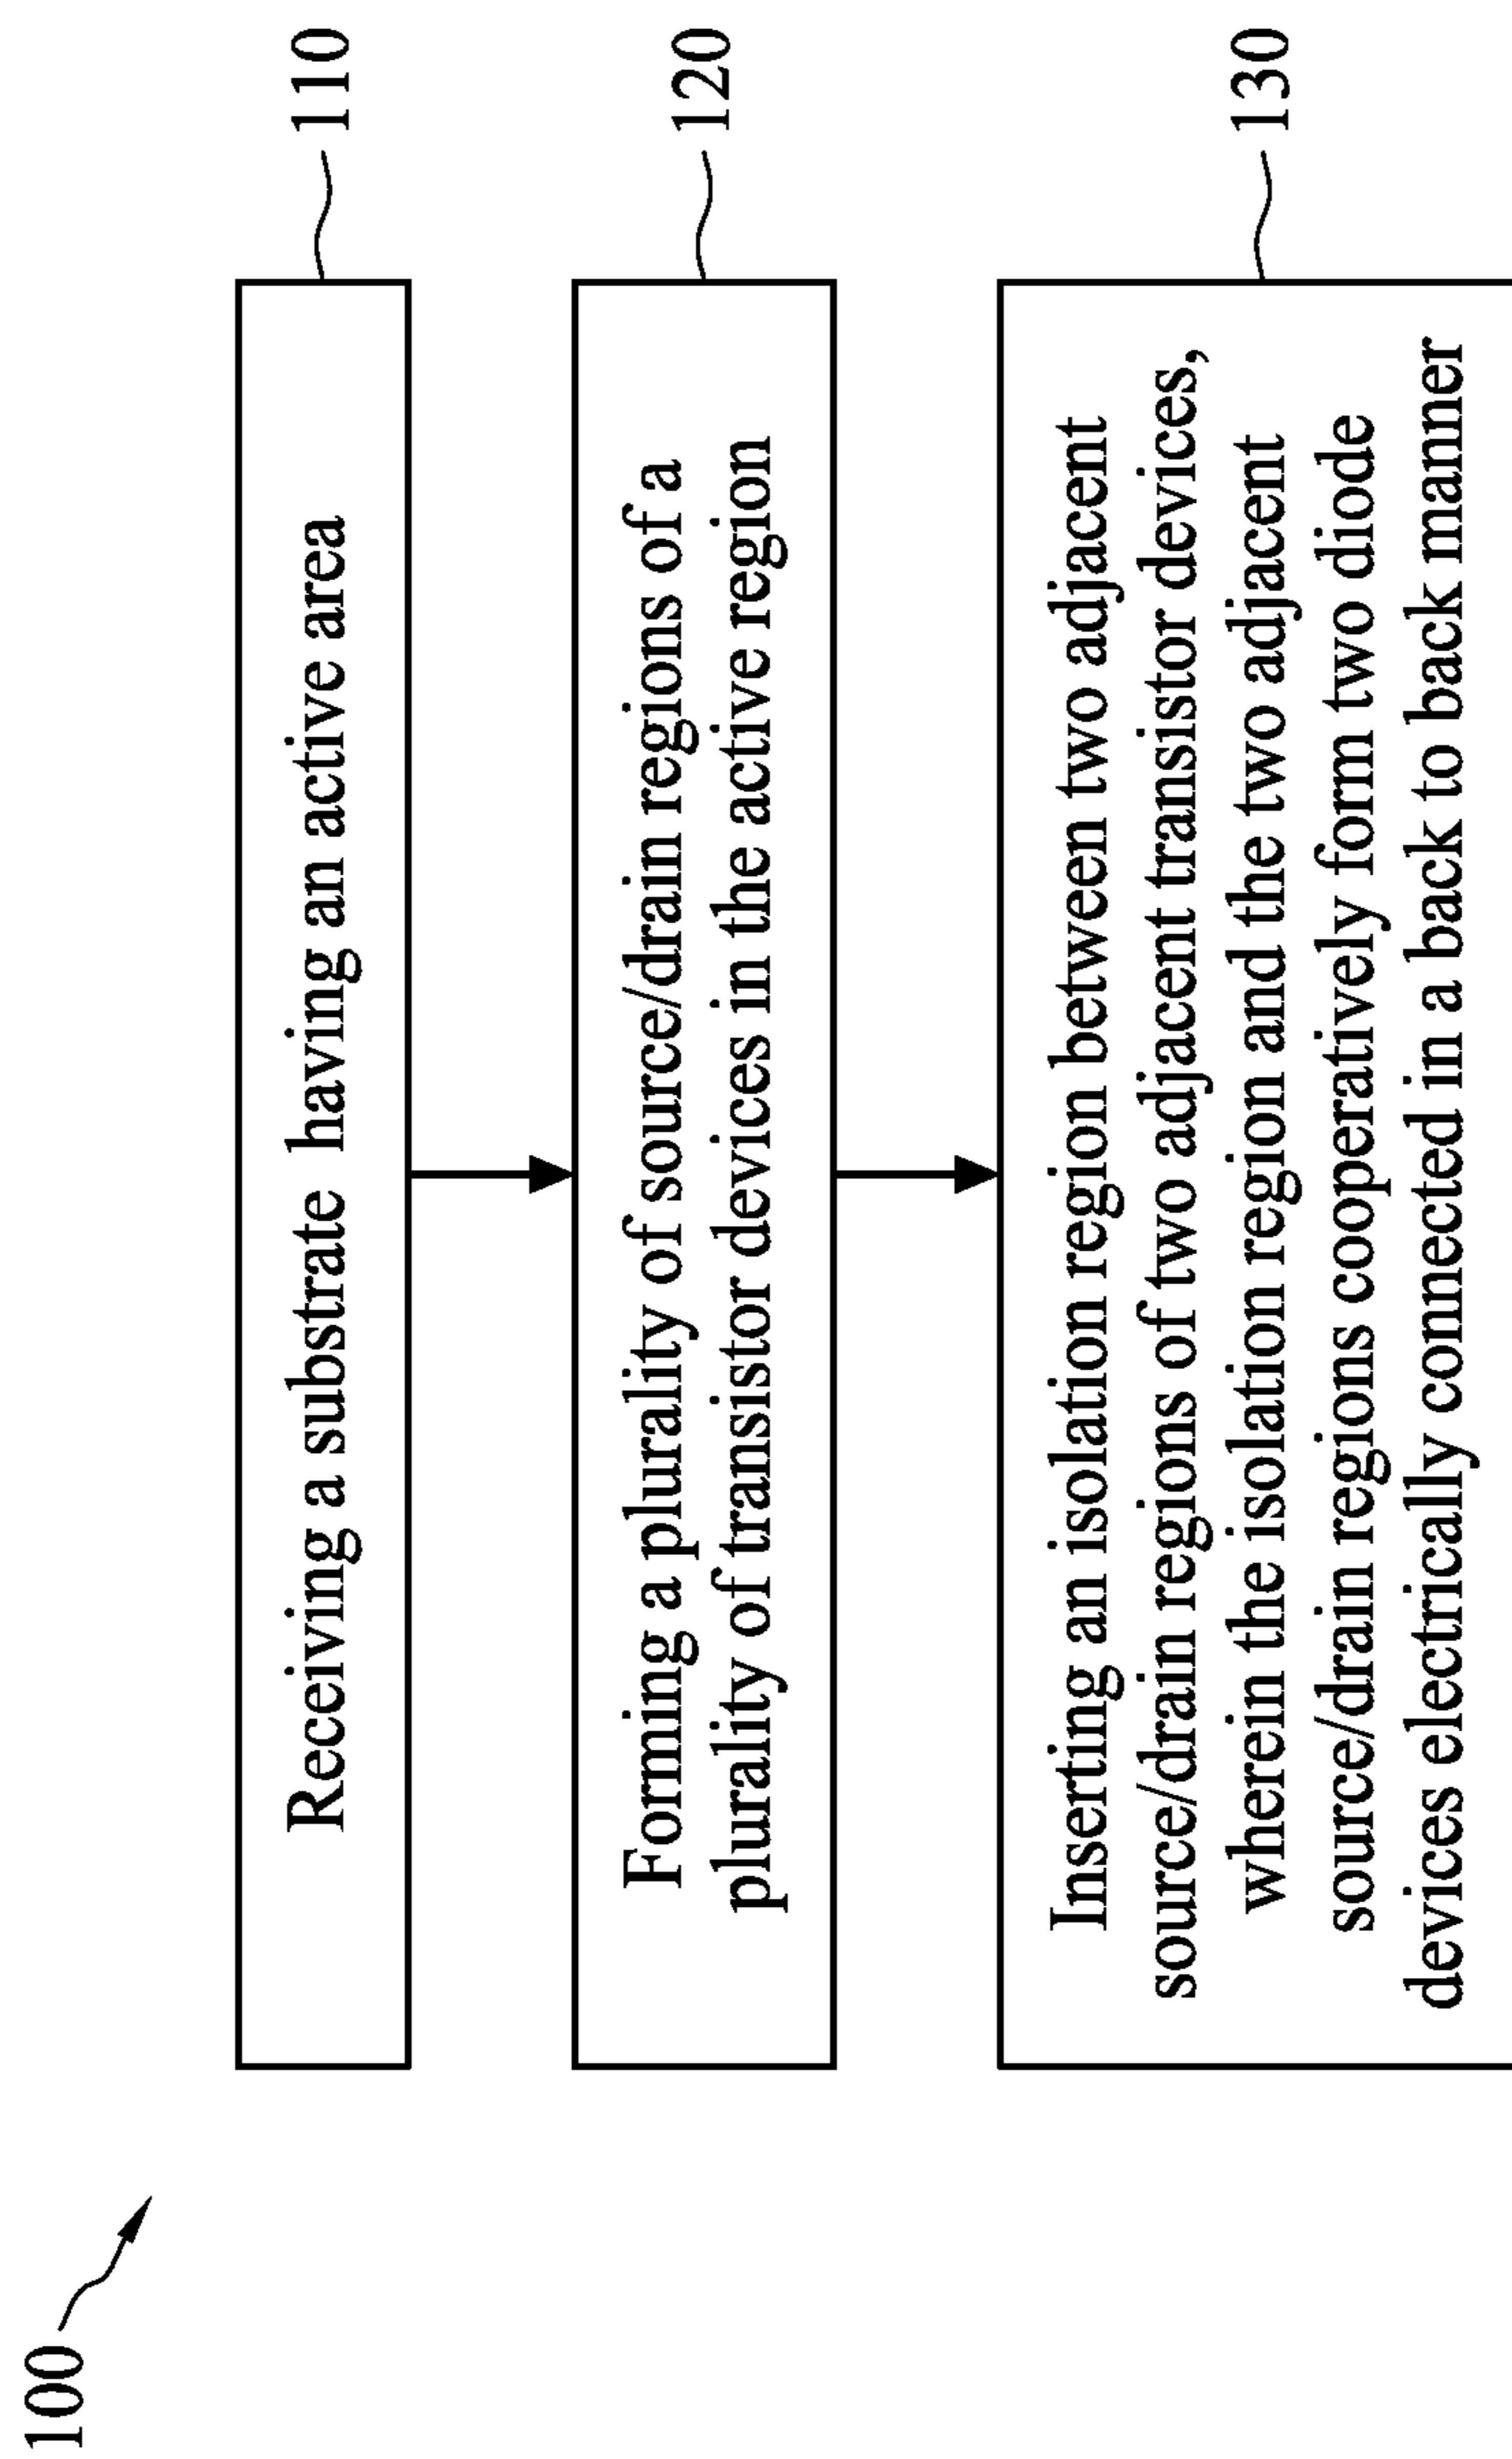 100
Receiving a substrate having an active area
110
Forming a plurality of source/drain regions of a
plurality of transistor devices in the active region
120
Inserting an isolation region between two adjacent
source/drain regions of two adjacent transistor devices,
wherein the isolation region and the two adjacent
source/drain regions cooperatively form two diode
devices electrically connected in a back to back manner
130